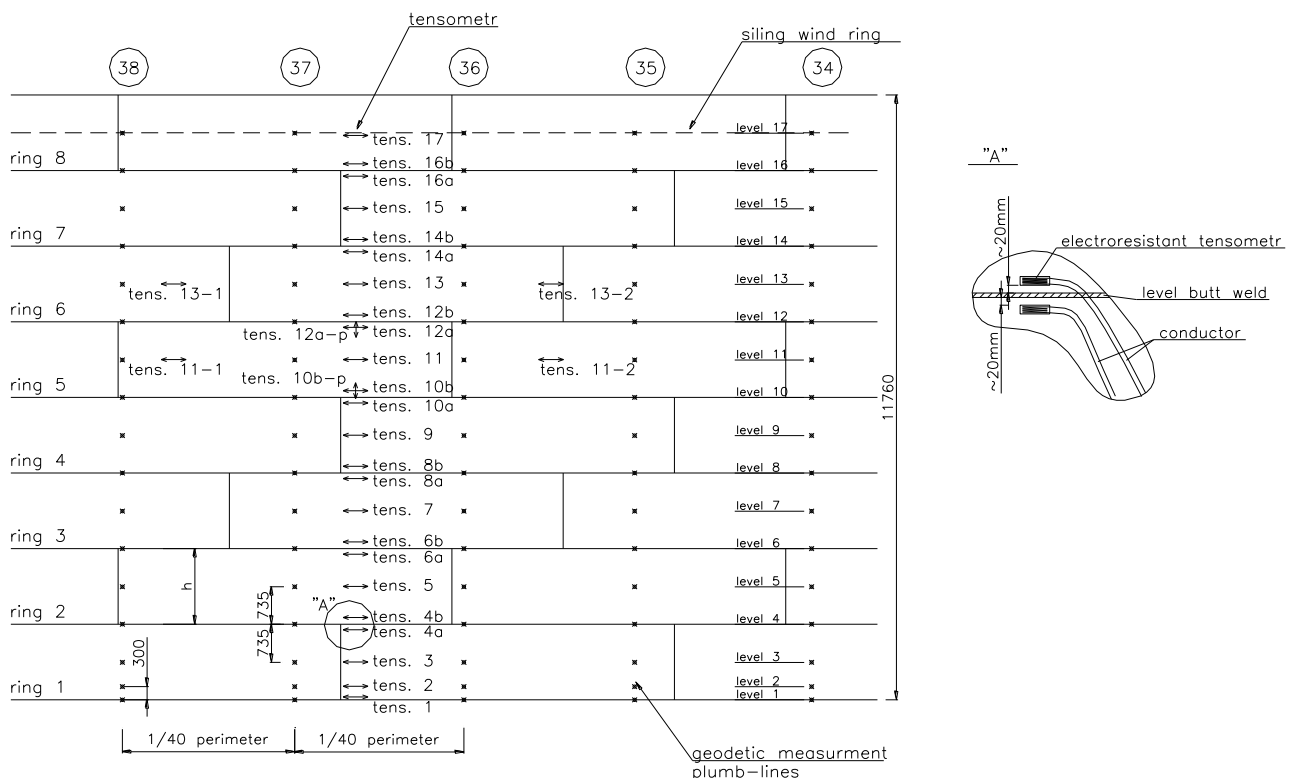 tensometr
siling wind ring
38 37 36 35 34
level 17
tens. 17
ring 8
tens. 16b
level 16
tens. 16a
tens. 15
level 15
ring 7
tens. 14b
level 14
tens. 14a
tens. 13
level 13
tens. 13-1
tens. 13-2
ring 6
tens. 12b
level 12
tens. 12a-p
tens. 12a
tens. 11
level 11
tens. 11-1
tens. 11-2
tens. 10b-p
ring 5
tens. 10b
level 10
tens. 10a
tens. 9
level 9
ring 4
tens. 8b
level 8
tens. 8a
tens. 7
level 7
ring 3
tens. 6b
level 6
tens. 6a
h
tens. 5
level 5
735
"A"
ring 2
tens. 4b
level 4
tens. 4a
735
300
tens. 3
level 3
ring 1
tens. 2
level 2
level 1
tens. 1
11760
1/40 perimeter
1/40 perimeter
geodetic measurment
plumb-lines
"A"
~20mm
electroresistant tensometr
level butt weld
conductor
~20mm